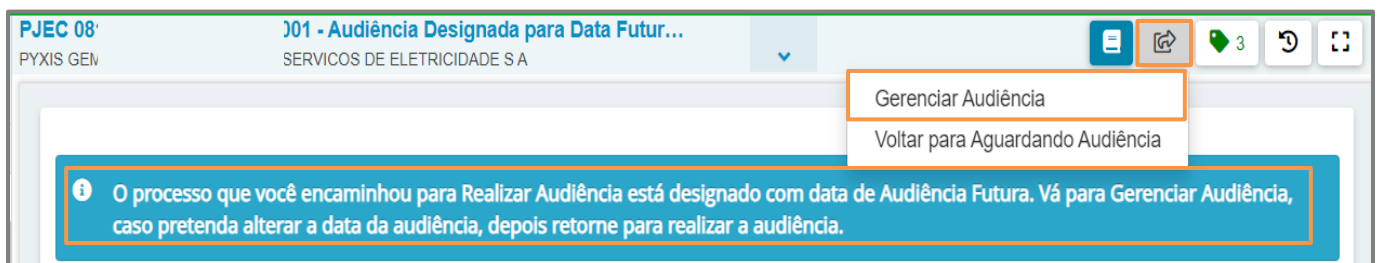 PJEC 08 001 - Audiência Designada para Data Futur...
PYXIS GEN SERVICOS DE ELETRICIDADE S A
3
Gerenciar Audiência
Voltar para Aguardando Audiência
O processo que você encaminhou para Realizar Audiência está designado com data de Audiência Futura. Vá para Gerenciar Audiência,
caso pretenda alterar a data da audiência, depois retorne para realizar a audiência.